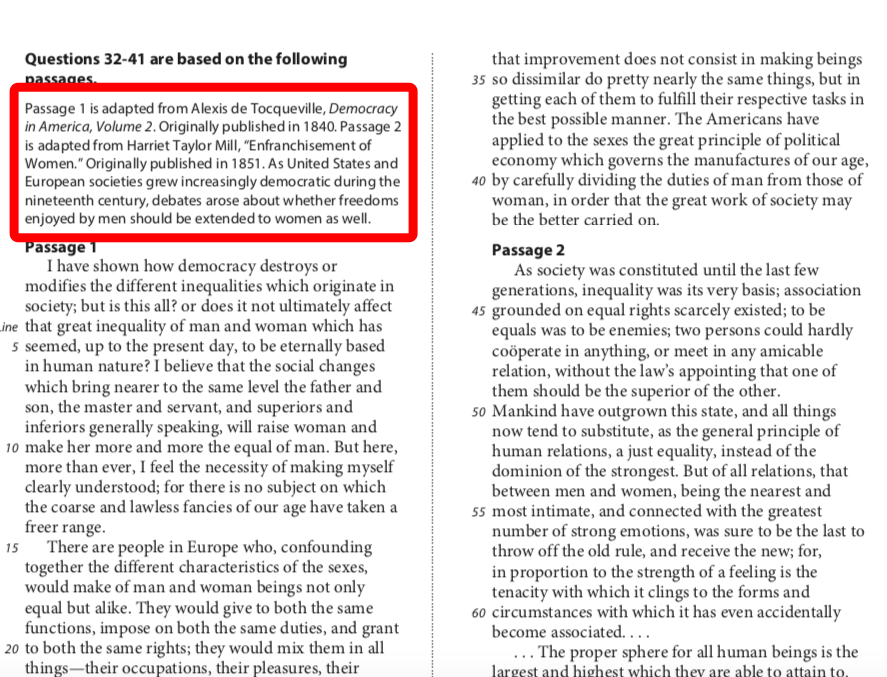 Questions 32-41 are based on the following
passages.
Passage 1 is adapted from Alexis de Tocqueville, Democracy
in America, Volume 2. Originally published in 1840. Passage 2
is adapted from Harriet Taylor Mill, “Enfranchisement of
Women.” Originally published in 1851. As United States and
European societies grew increasingly democratic during the
nineteenth century, debates arose about whether freedoms
enjoyed by men should be extended to women as well.
Passage 1
I have shown how democracy destroys or
modifies the different inequalities which originate in
society; but is this all? or does it not ultimately affect
Line that great inequality of man and woman which has
5 seemed, up to the present day, to be eternally based
in human nature? I believe that the social changes
which bring nearer to the same level the father and
son, the master and servant, and superiors and
inferiors generally speaking, will raise woman and
10 make her more and more the equal of man. But here,
more than ever, I feel the necessity of making myself
clearly understood; for there is no subject on which
the coarse and lawless fancies of our age have taken a
freer range.
15 There are people in Europe who, confounding
together the different characteristics of the sexes,
would make of man and woman beings not only
equal but alike. They would give to both the same
functions, impose on both the same duties, and grant
20 to both the same rights; they would mix them in all
things—their occupations, their pleasures, their
that improvement does not consist in making beings
35 so dissimilar do pretty nearly the same things, but in
getting each of them to fulfill their respective tasks in
the best possible manner. The Americans have
applied to the sexes the great principle of political
economy which governs the manufactures of our age,
40 by carefully dividing the duties of man from those of
woman, in order that the great work of society may
be the better carried on.
Passage 2
As society was constituted until the last few
generations, inequality was its very basis; association
45 grounded on equal rights scarcely existed; to be
equals was to be enemies; two persons could hardly
coöperate in anything, or meet in any amicable
relation, without the law’s appointing that one of
them should be the superior of the other.
50 Mankind have outgrown this state, and all things
now tend to substitute, as the general principle of
human relations, a just equality, instead of the
dominion of the strongest. But of all relations, that
between men and women, being the nearest and
55 most intimate, and connected with the greatest
number of strong emotions, was sure to be the last to
throw off the old rule, and receive the new; for,
in proportion to the strength of a feeling is the
tenacity with which it clings to the forms and
60 circumstances with which it has even accidentally
become associated. . . .
. . . The proper sphere for all human beings is the
largest and highest which they are able to attain to.